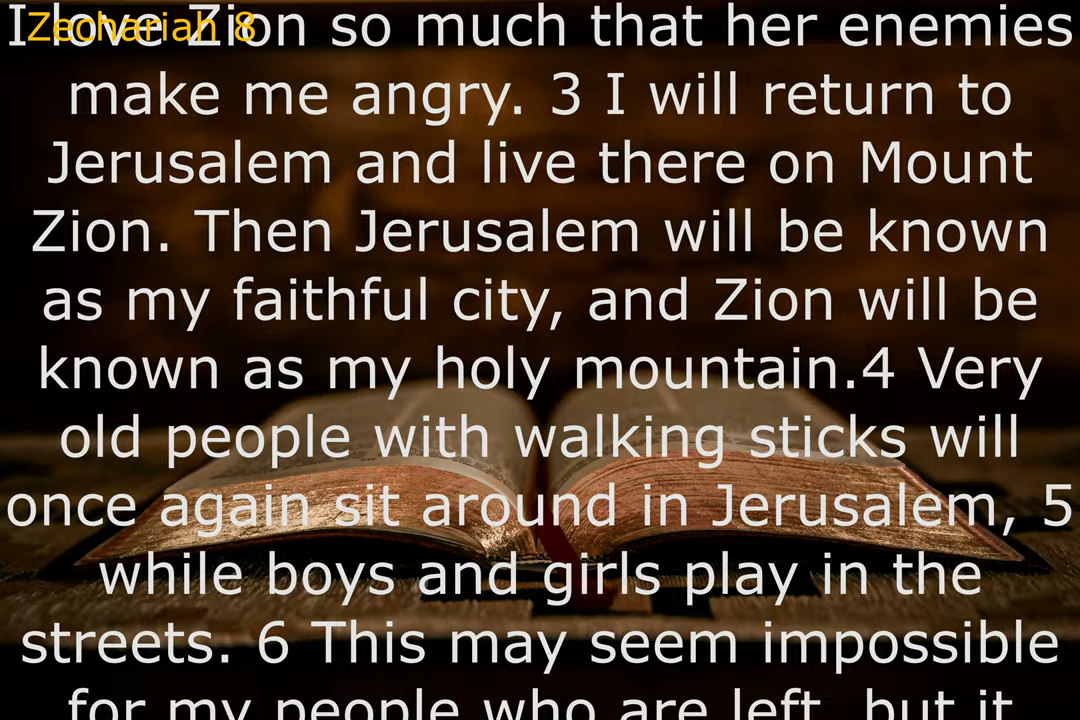 Zechariah 8
I love Zion so much that her enemies
make me angry. 3 I will return to
Jerusalem and live there on Mount
Zion. Then Jerusalem will be known
as my faithful city, and Zion will be
known as my holy mountain.4 Very
old people with walking sticks will
once again sit around in Jerusalem, 5
while boys and girls play in the
streets. 6 This may seem impossible
for my people who are left, but it